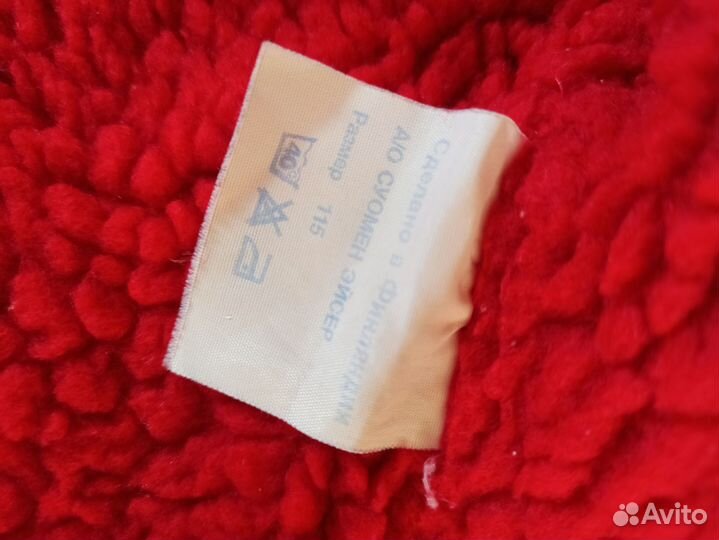 Сделано в Финляндии
А/О СУОМЕН ЭЙСЕР
Размер 115
40
Avito